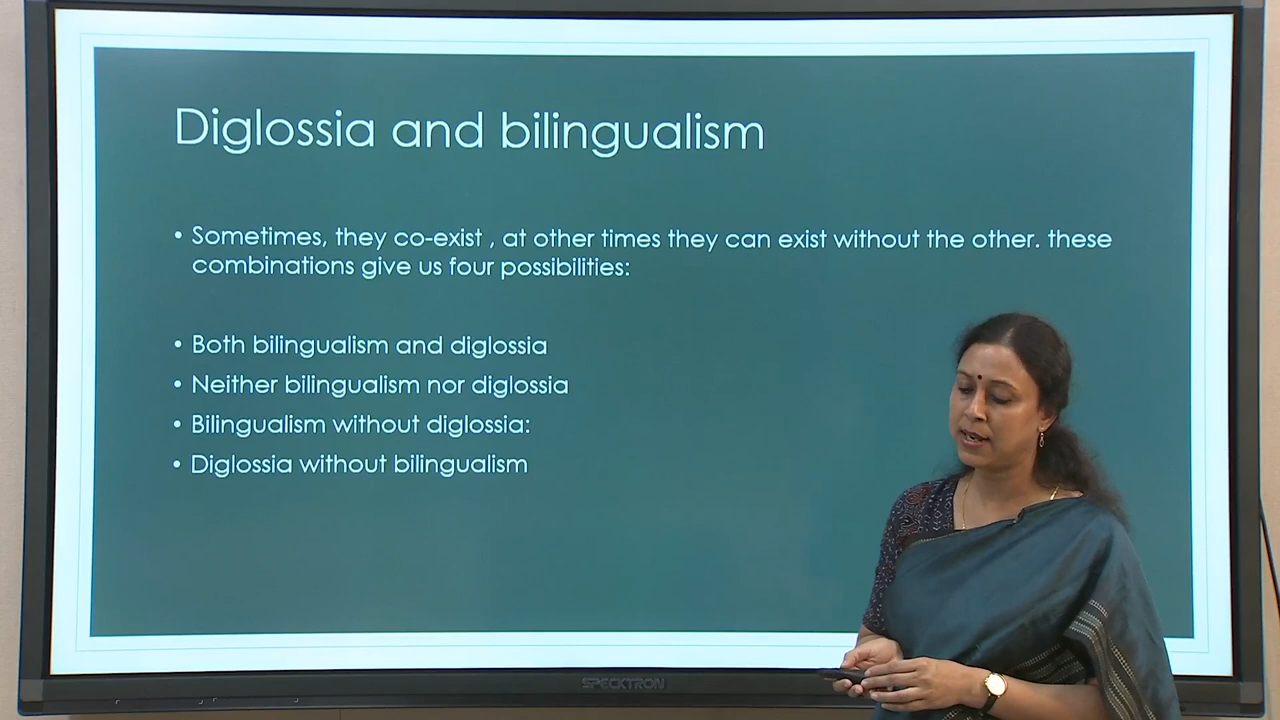 Diglossia and bilingualism
• Sometimes, they co-exist , at other times they can exist without the other. these
combinations give us four possibilities:
• Both bilingualism and diglossia
• Neither bilingualism nor diglossia
• Bilingualism without diglossia:
• Diglossia without bilingualism
SPECKTRON